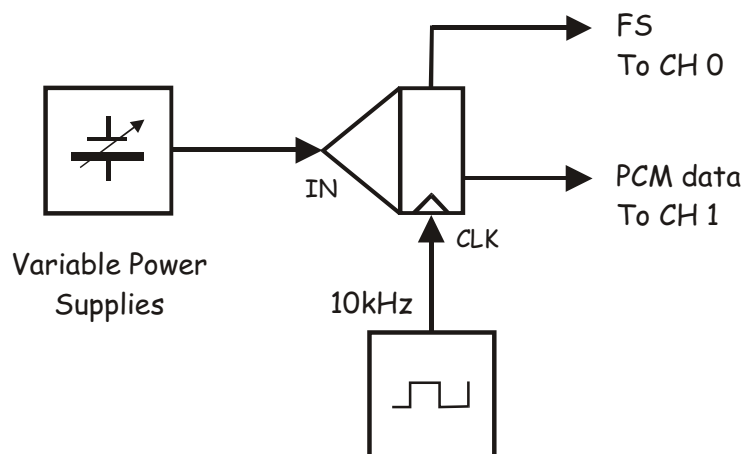 FS
To CH 0
IN
PCM data
To CH 1
CLK
Variable Power
Supplies
10kHz